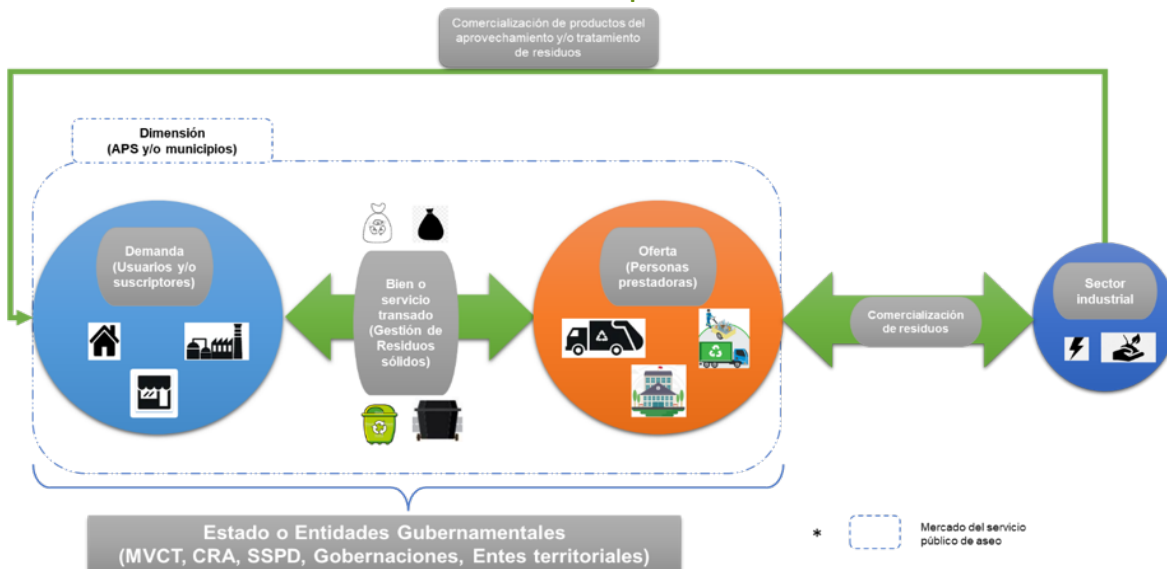 Comercialización de productos del
aprovechamiento y/o tratamiento
de residuos
Dimensión
(APS y/o municipios)
Demanda
(Usuarios y/o
suscriptores)
Bien o
servicio
transado
(Gestión de
Residuos
sólidos)
Oferta
(Personas
prestadoras)
Comercialización
de residuos
Sector
industrial
Estado o Entidades Gubernamentales
(MVCT, CRA, SSPD, Gobernaciones, Entes territoriales)
*
Mercado del servicio
público de aseo